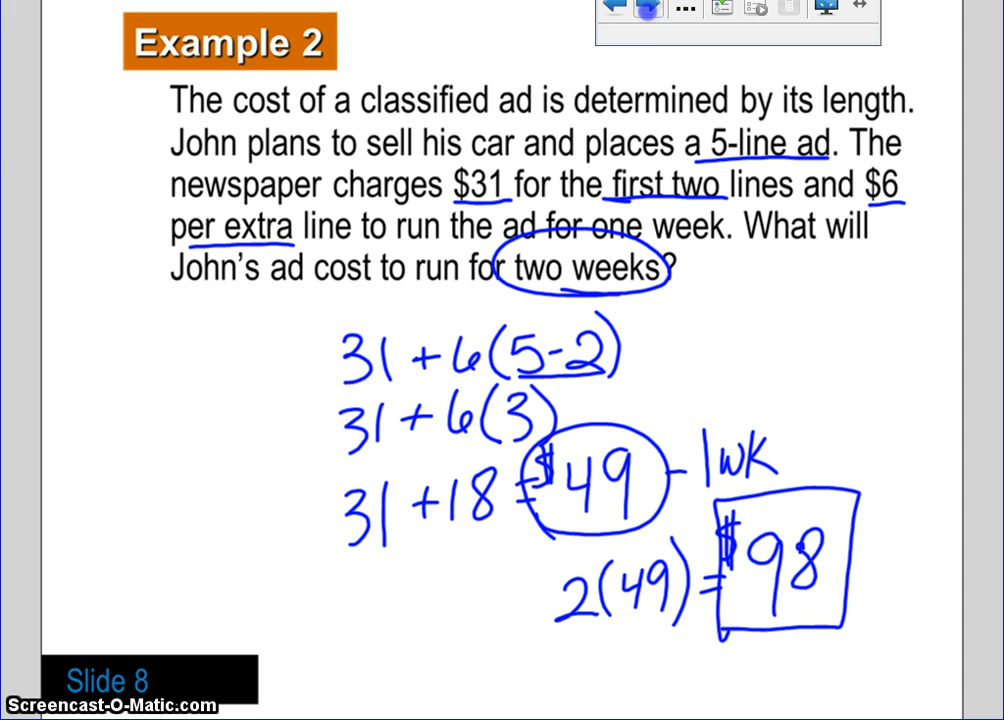 Example 2
The cost of a classified ad is determined by its length.
John plans to sell his car and places a 5-line ad. The
newspaper charges $31 for the first two lines and $6
per extra line to run the ad for one week. What will
John's ad cost to run for two weeks?
31 + 6(5-2)
31 + 6(3)
31 + 18 = $49 - 1wk
2(49) = $98
Slide 8
Screencast-O-Matic.com